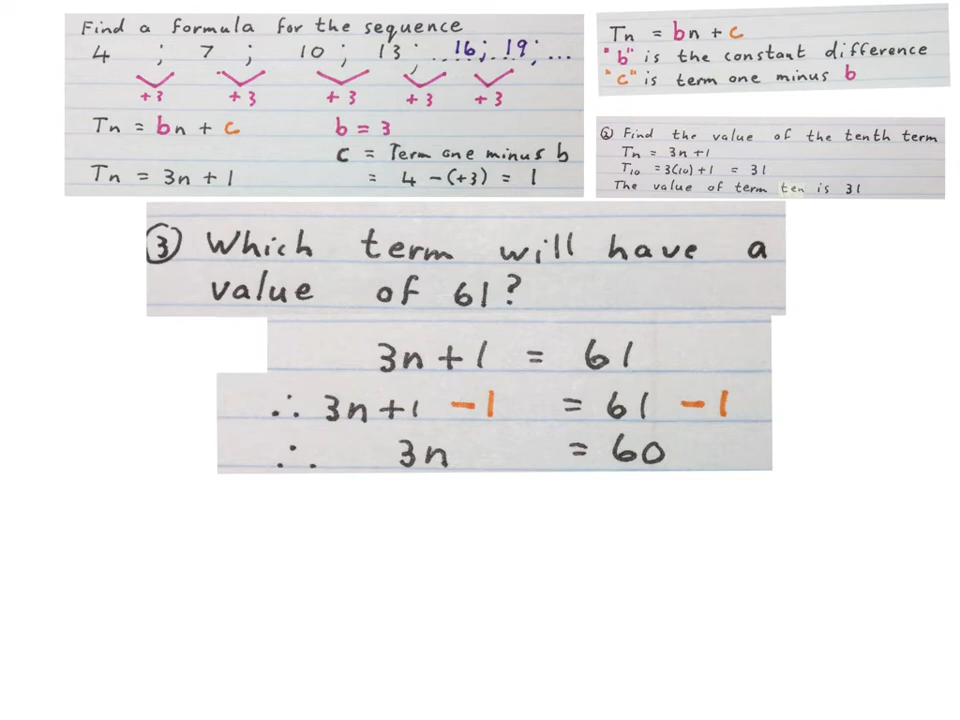 Find a formula for the sequence
4 ; 7 ; 10 ; 13 ; ...16; 19; ...
+3 +3 +3 +3 +3
Tn = bn + c b = 3
c = Term one minus b
Tn = 3n + 1 = 4 - (+3) = 1
Tn = bn + c
"b" is the constant difference
"c" is term one minus b
② Find the value of the tenth term
Tn = 3n+1
T10 = 3(10) + 1 = 31
The value of term ten is 31
③ Which term will have a
value of 61?
3n + 1 = 61
∴ 3n + 1 - 1 = 61 - 1
∴ 3n = 60